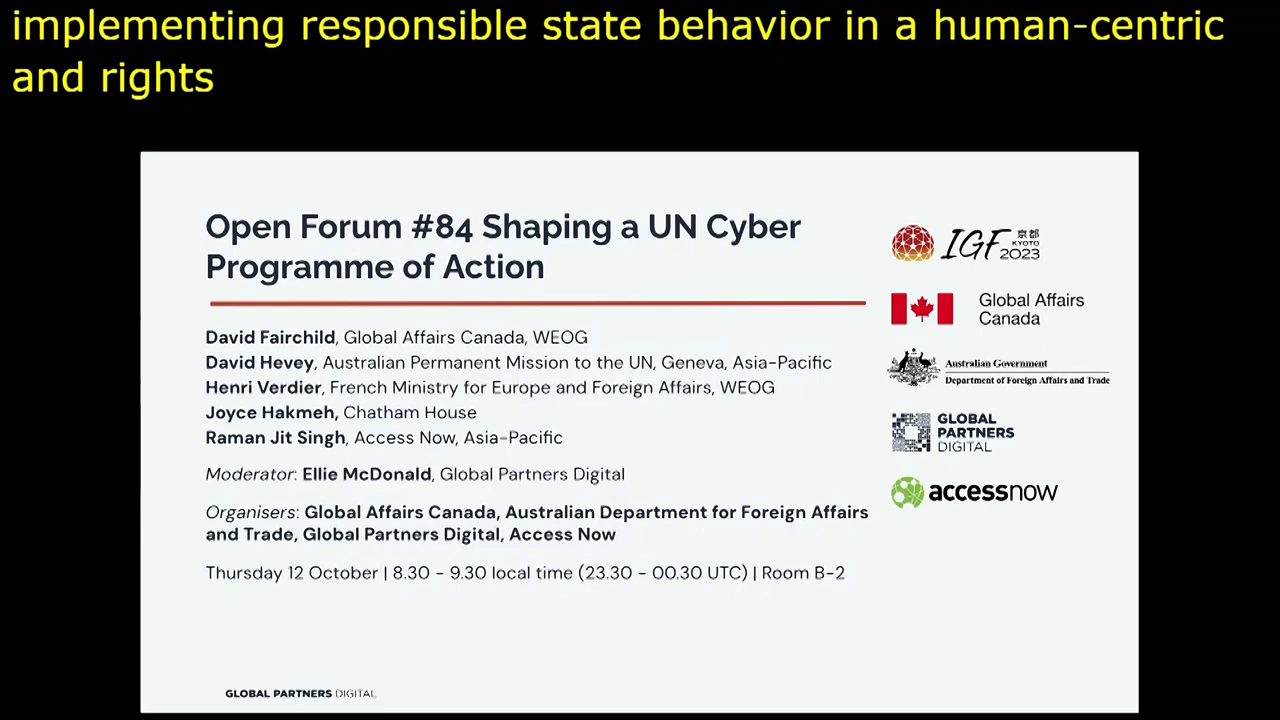 implementing responsible state behavior in a human-centric
and rights
Open Forum #84 Shaping a UN Cyber
Programme of Action
David Fairchild, Global Affairs Canada, WEOG
David Hevey, Australian Permanent Mission to the UN, Geneva, Asia-Pacific
Henri Verdier, French Ministry for Europe and Foreign Affairs, WEOG
Joyce Hakmeh, Chatham House
Raman Jit Singh, Access Now, Asia-Pacific
Moderator: Ellie McDonald, Global Partners Digital
Organisers: Global Affairs Canada, Australian Department for Foreign Affairs
and Trade, Global Partners Digital, Access Now
Thursday 12 October | 8.30 - 9.30 local time (23.30 - 00.30 UTC) | Room B-2
IGF 京都
KYOTO
2023
Global Affairs
Canada
Australian Government
Department of Foreign Affairs and Trade
GLOBAL
PARTNERS
DIGITAL
accessnow
GLOBAL PARTNERS DIGITAL